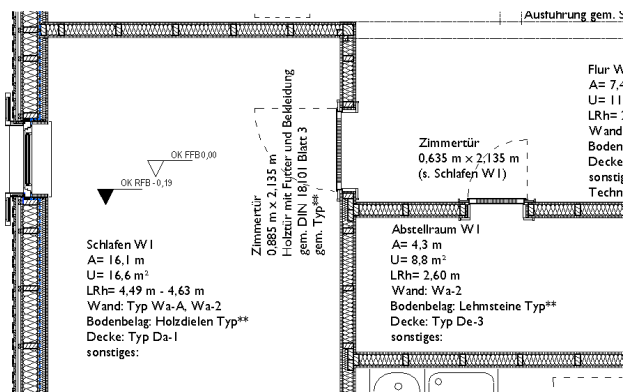 Ausführung gem. S
Flur W
A= 7,4
U= 11
LRh= 2
Wand
Boden
Decke
sonstig
Techn
Zimmertür
0,635 m x 2,135 m
(s. Schlafen W1)
Zimmertür
0,885 m x 2,135 m
Holztür mit Futter und Bekleidung
gem. DIN 18101 Blatt 3
gem. Typ**
OK FFB 0,00
OK RFB -0,19
Schlafen W1
A= 16,1 m
U= 16,6 m²
LRh= 4,49 m - 4,63 m
Wand: Typ Wa-A, Wa-2
Bodenbelag: Holzdielen Typ**
Decke: Typ Da-1
sonstiges:
Abstellraum W1
A= 4,3 m
U= 8,8 m²
LRh= 2,60 m
Wand: Wa-2
Bodenbelag: Lehmsteine Typ**
Decke: Typ De-3
sonstiges: